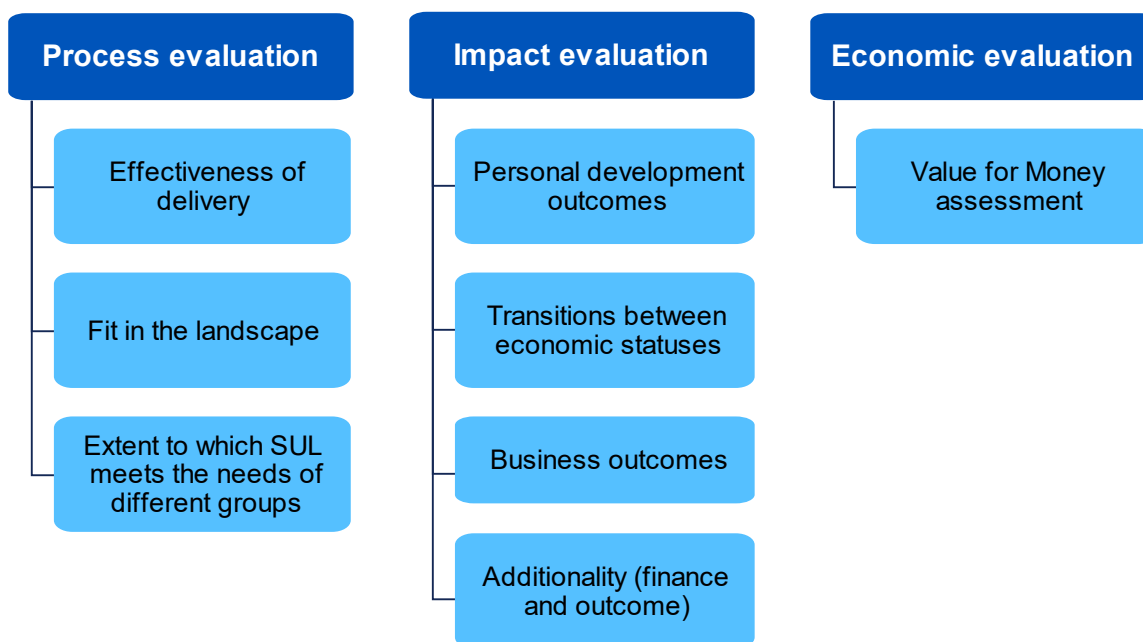 Process evaluation
Effectiveness of
delivery
Fit in the landscape
Extent to which SUL
meets the needs of
different groups
Impact evaluation
Personal development
outcomes
Transitions between
economic statuses
Business outcomes
Additionality (finance
and outcome)
Economic evaluation
Value for Money
assessment